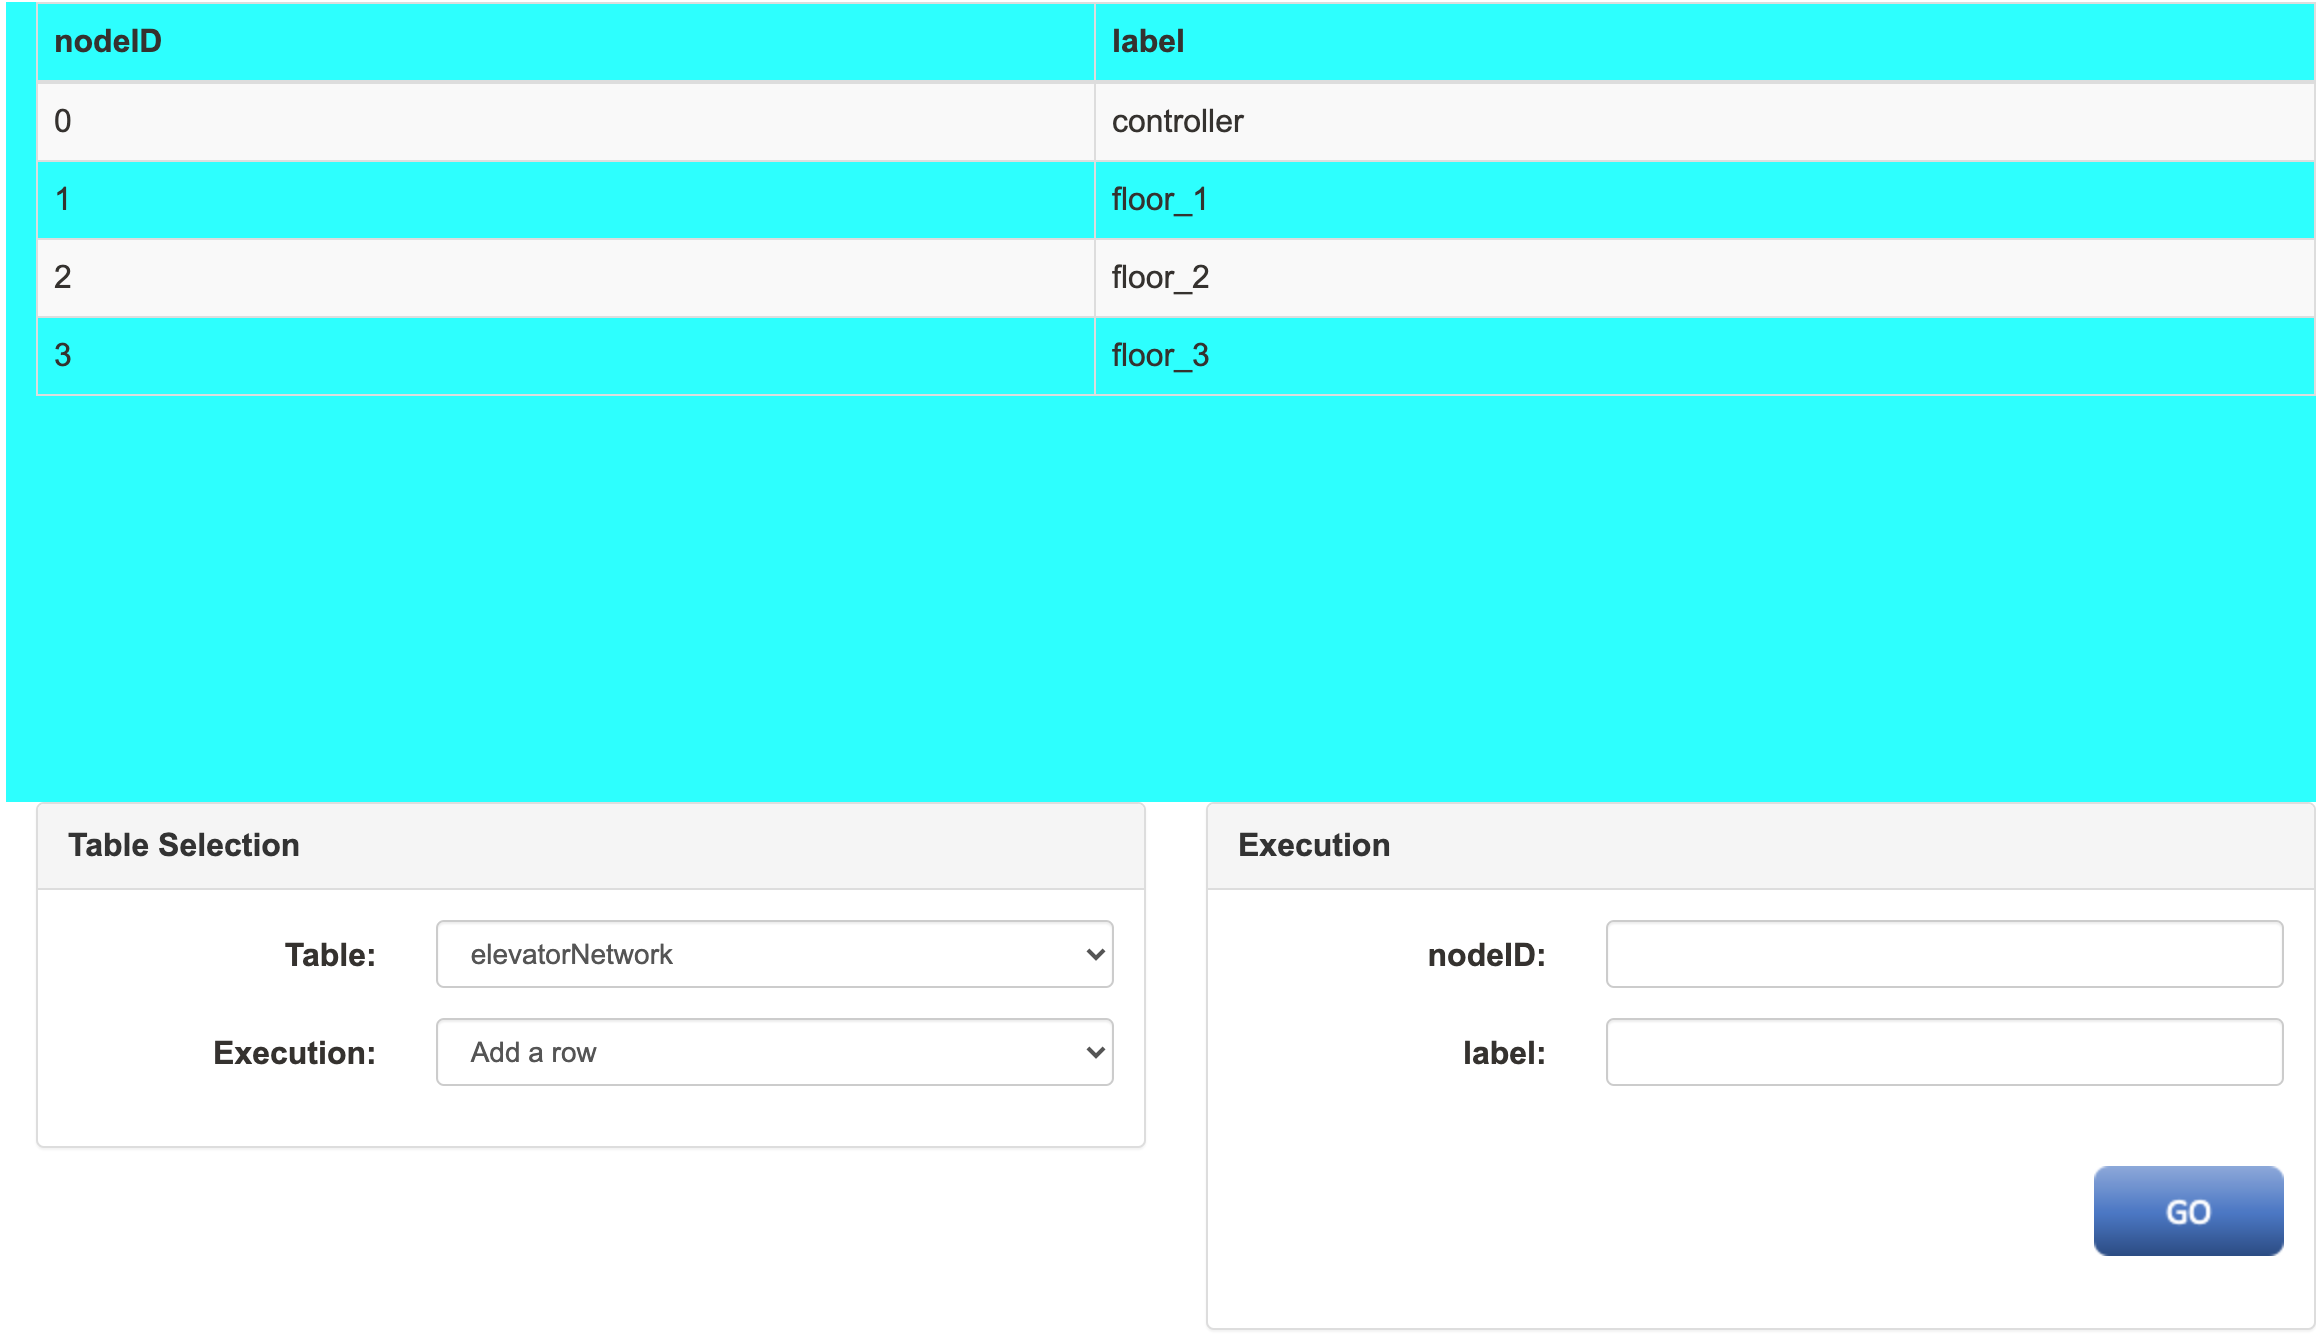 nodeID label
0 controller
1 floor_1
2 floor_2
3 floor_3
Table Selection
Table: elevatorNetwork
Execution: Add a row
Execution
nodeID:
label:
GO